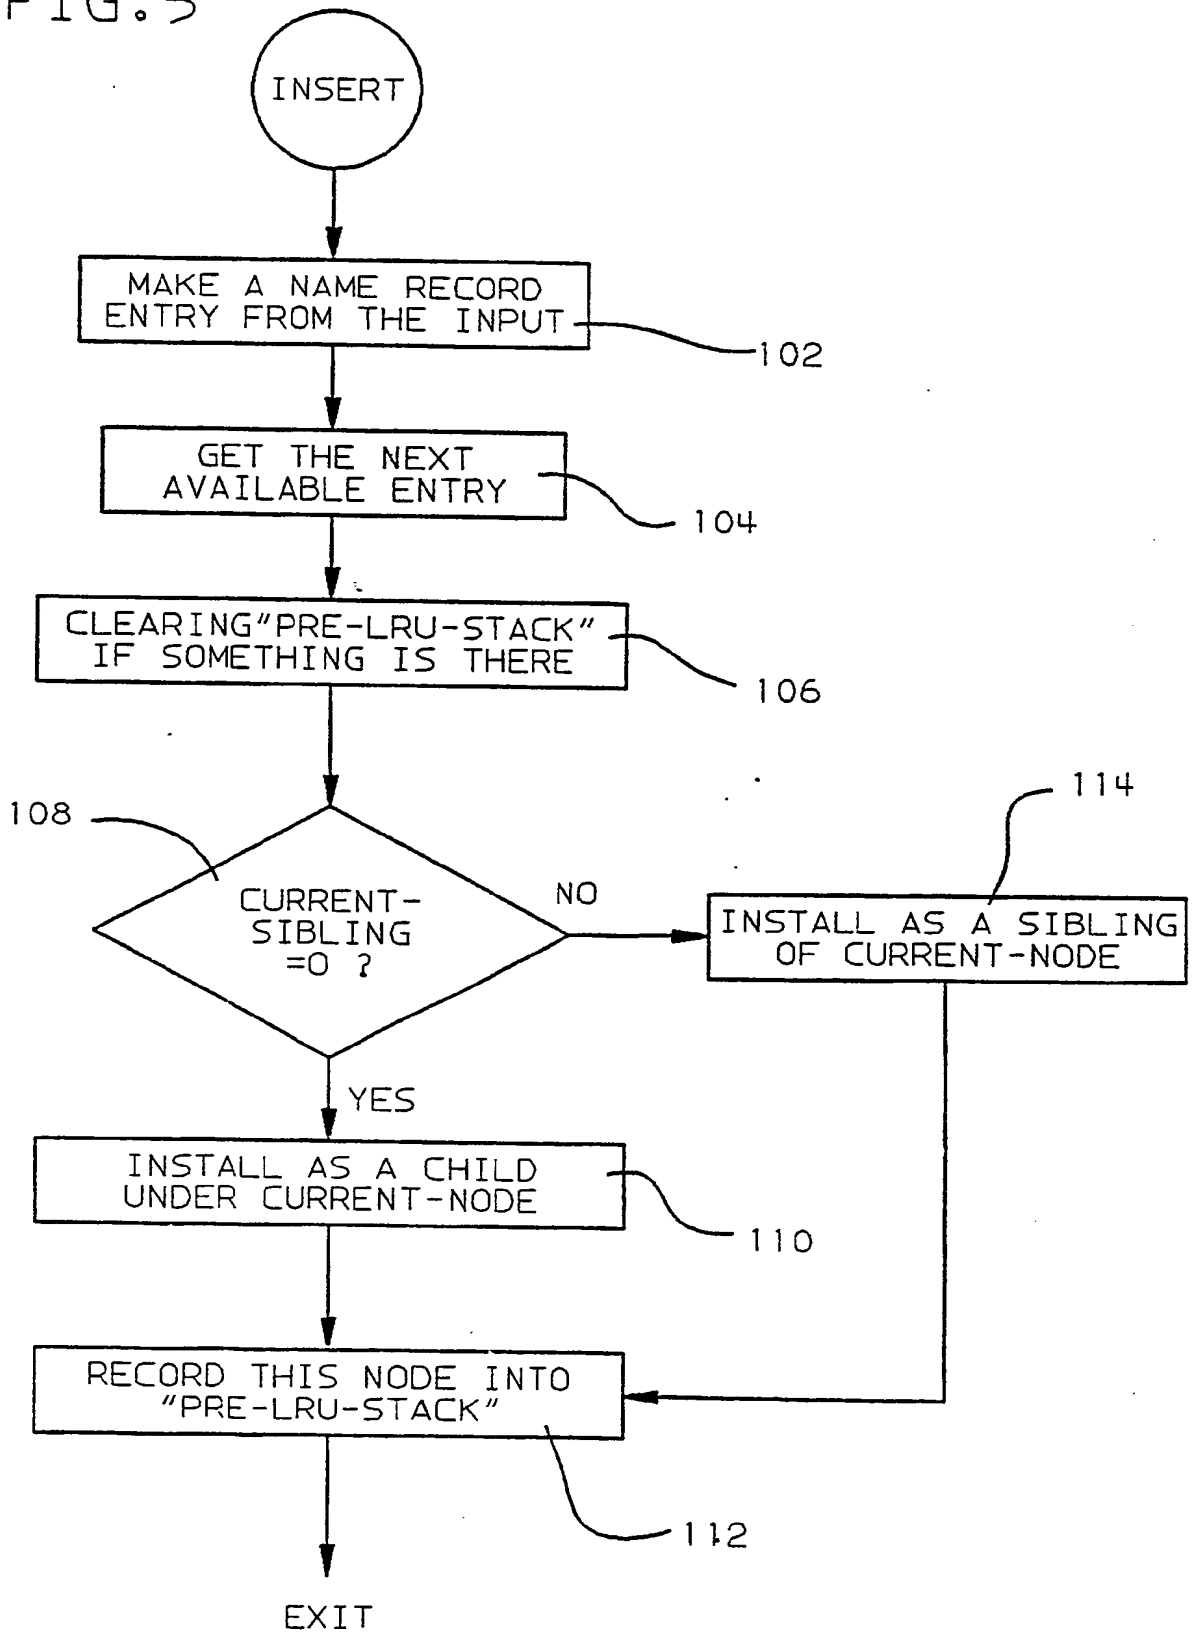 FIG.5
INSERT
MAKE A NAME RECORD
ENTRY FROM THE INPUT
102
GET THE NEXT
AVAILABLE ENTRY
104
CLEARING"PRE-LRU-STACK"
IF SOMETHING IS THERE
106
108
CURRENT-
SIBLING
=0 ?
NO
114
INSTALL AS A SIBLING
OF CURRENT-NODE
YES
INSTALL AS A CHILD
UNDER CURRENT-NODE
110
RECORD THIS NODE INTO
"PRE-LRU-STACK"
112
EXIT